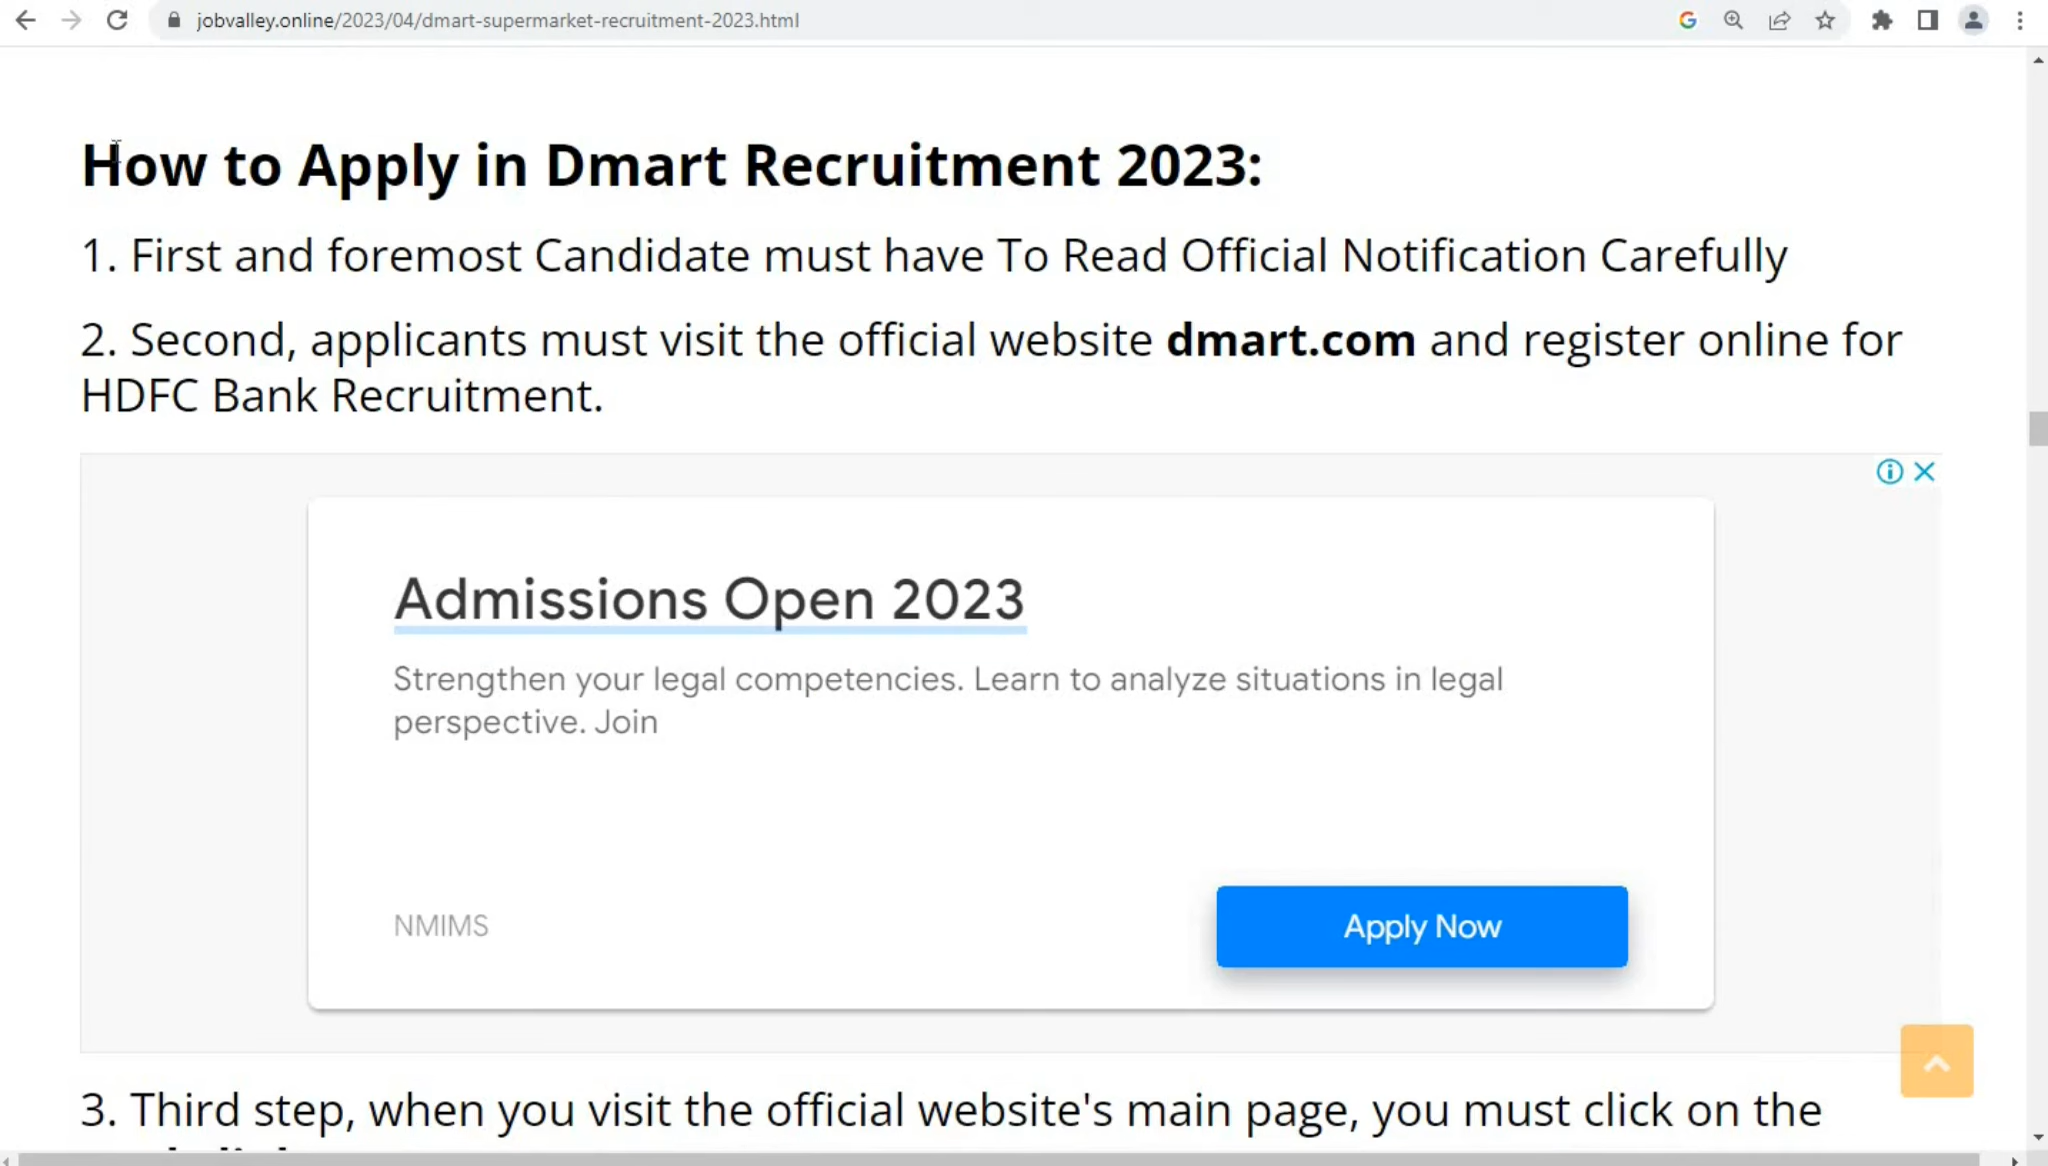 jobvalley.online/2023/04/dmart-supermarket-recruitment-2023.html
How to Apply in Dmart Recruitment 2023:
1. First and foremost Candidate must have To Read Official Notification Carefully
2. Second, applicants must visit the official website dmart.com and register online for
HDFC Bank Recruitment.
Admissions Open 2023
Strengthen your legal competencies. Learn to analyze situations in legal
perspective. Join
NMIMS
Apply Now
3. Third step, when you visit the official website's main page, you must click on the